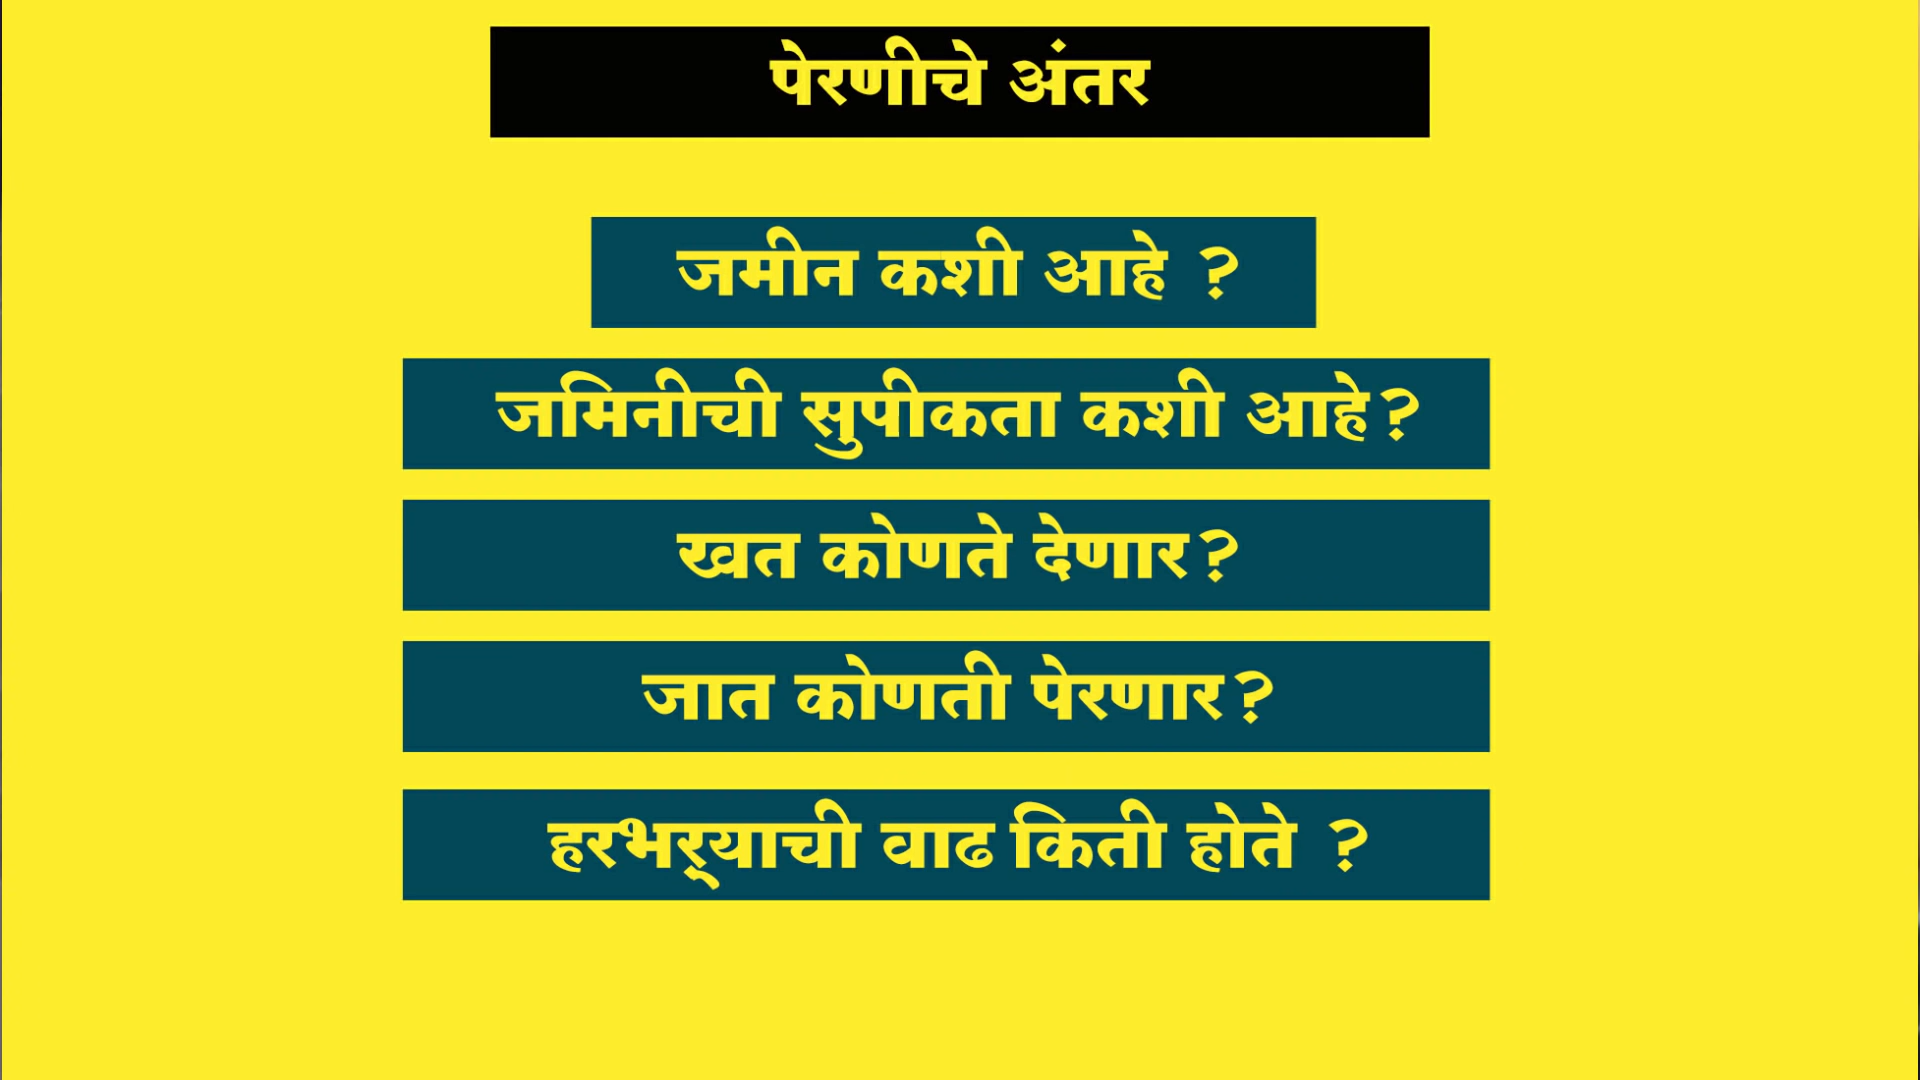 पेरणीचे अंतर
जमीन कशी आहे ?
जमिनीची सुपीकता कशी आहे?
खत कोणते देणार?
जात कोणती पेरणार?
हरभऱ्याची वाढ किती होते ?